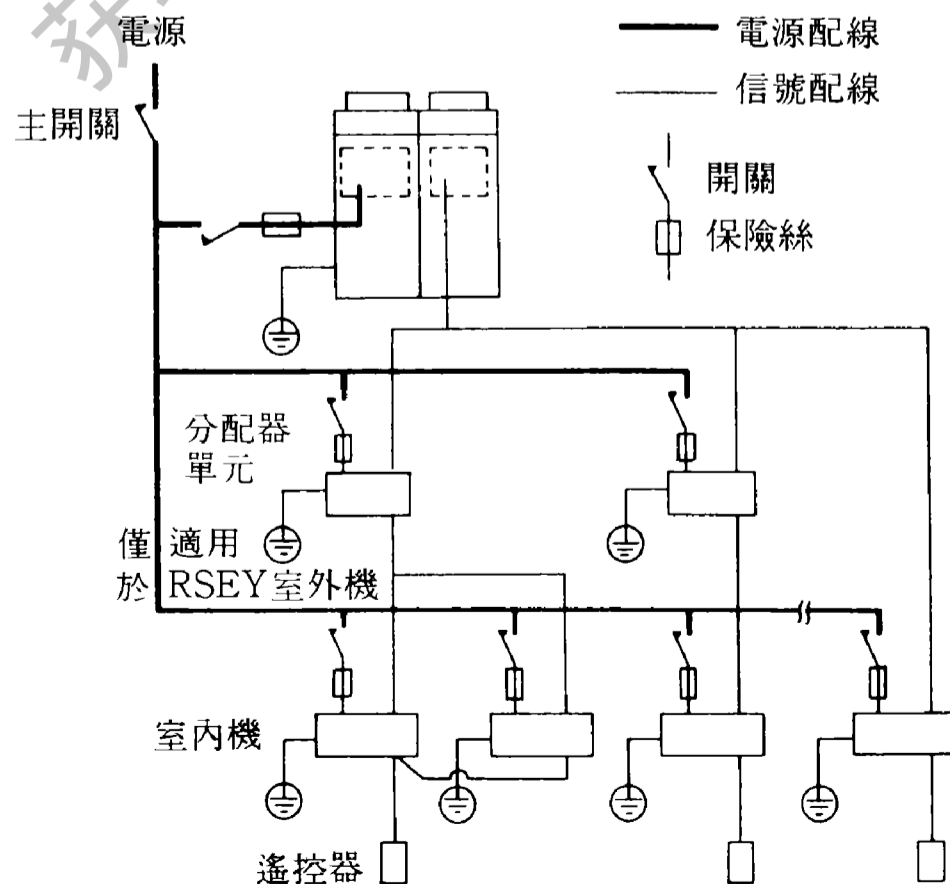 電源
電源配線
信號配線
主開關
開關
保險絲
分配器
單元
僅適用
於RSEY室外機
室內機
遙控器